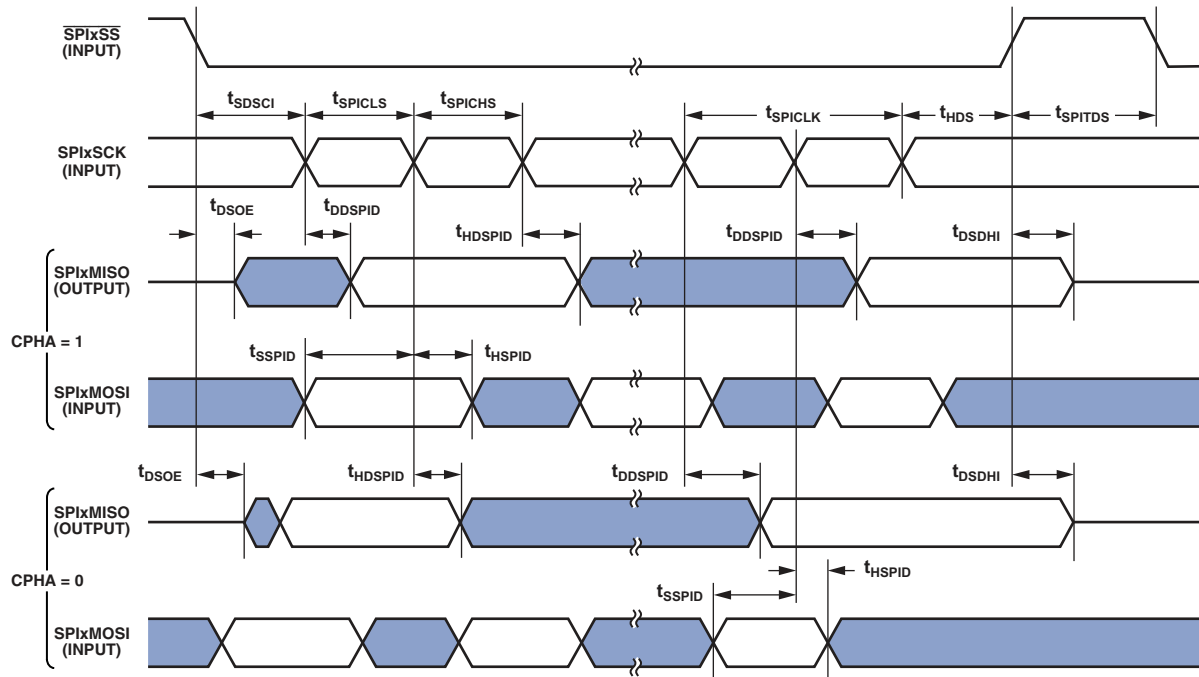 SPIxSS
(INPUT)
tSDSCI tSPICLS tSPICHS tSPICLK tHDS tSPITDS
SPIxSCK
(INPUT)
tDSOE tDDSPID tHDSPID tDDSPID tDSDHI
SPIxMISO
(OUTPUT)
CPHA = 1
tSSPID tHSPID
SPIxMOSI
(INPUT)
tDSOE tHDSPID tDDSPID tDSDHI
SPIxMISO
(OUTPUT)
CPHA = 0
tHSPID
tSSPID
SPIxMOSI
(INPUT)